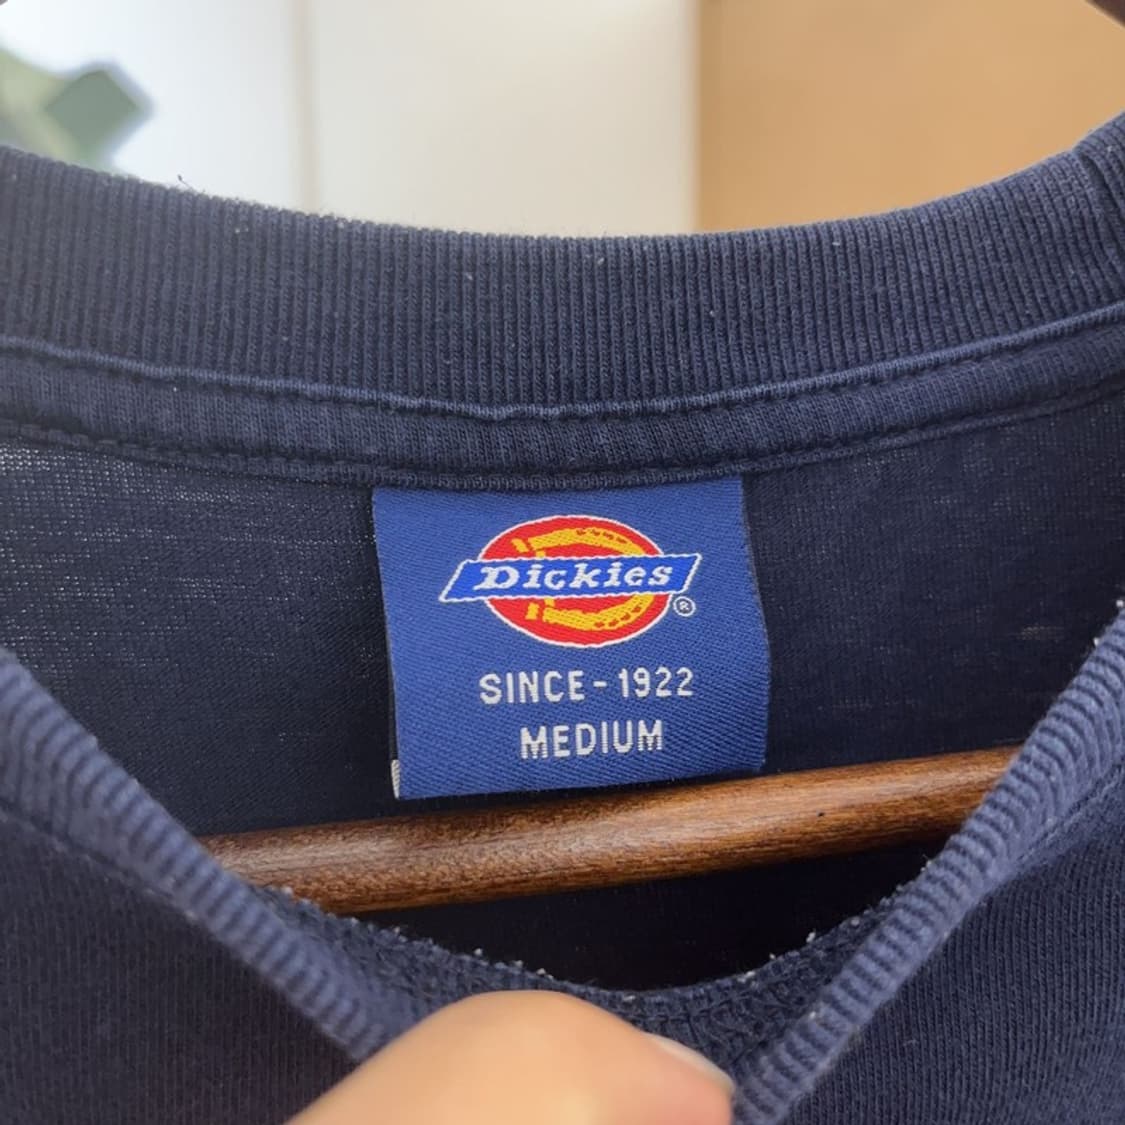 Dickies
®
SINCE - 1922
MEDIUM